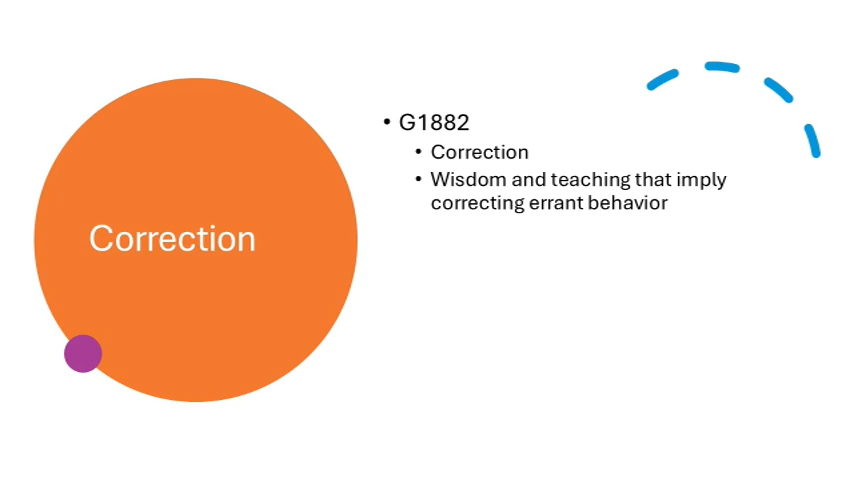 Correction
• G1882
• Correction
• Wisdom and teaching that imply
correcting errant behavior